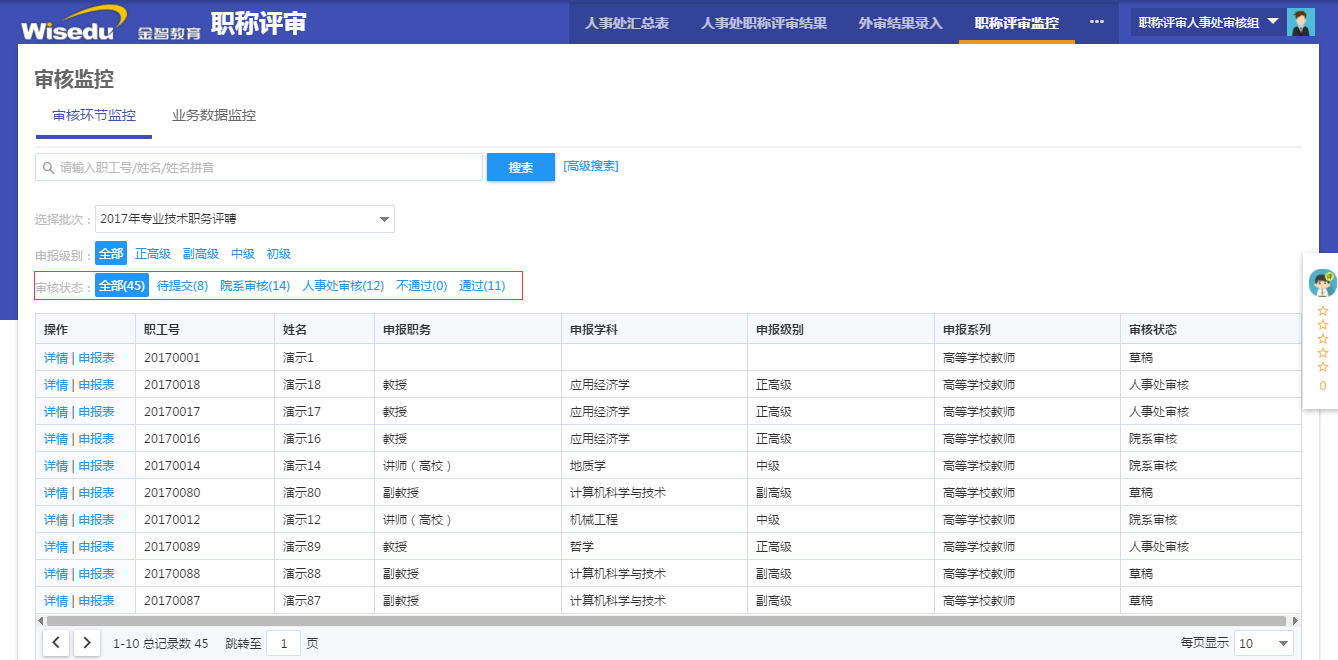 Wisedu 金智教育 职称评审 人事处汇总表 人事处职称评审结果 外审结果录入 职称评审监控 ··· 职称评审人事处审核组
审核监控
审核环节监控 业务数据监控
请输入职工号/姓名/姓名拼音 搜索 [高级搜索]
选择批次： 2017年专业技术职务评聘
申报级别： 全部 正高级 副高级 中级 初级
审核状态： 全部(45) 待提交(8) 院系审核(14) 人事处审核(12) 不通过(0) 通过(11)
操作 职工号 姓名 申报职务 申报学科 申报级别 申报系列 审核状态
详情 | 申报表 20170001 演示1 高等学校教师 草稿
详情 | 申报表 20170018 演示18 教授 应用经济学 正高级 高等学校教师 人事处审核
详情 | 申报表 20170017 演示17 教授 应用经济学 正高级 高等学校教师 人事处审核
详情 | 申报表 20170016 演示16 教授 应用经济学 正高级 高等学校教师 院系审核
详情 | 申报表 20170014 演示14 讲师（高校） 地质学 中级 高等学校教师 院系审核
详情 | 申报表 20170080 演示80 副教授 计算机科学与技术 副高级 高等学校教师 草稿
详情 | 申报表 20170012 演示12 讲师（高校） 机械工程 中级 高等学校教师 院系审核
详情 | 申报表 20170089 演示89 教授 哲学 正高级 高等学校教师 人事处审核
详情 | 申报表 20170088 演示88 副教授 计算机科学与技术 副高级 高等学校教师 草稿
详情 | 申报表 20170087 演示87 副教授 计算机科学与技术 副高级 高等学校教师 草稿
1-10 总记录数 45 跳转至 1 页 每页显示 10
0